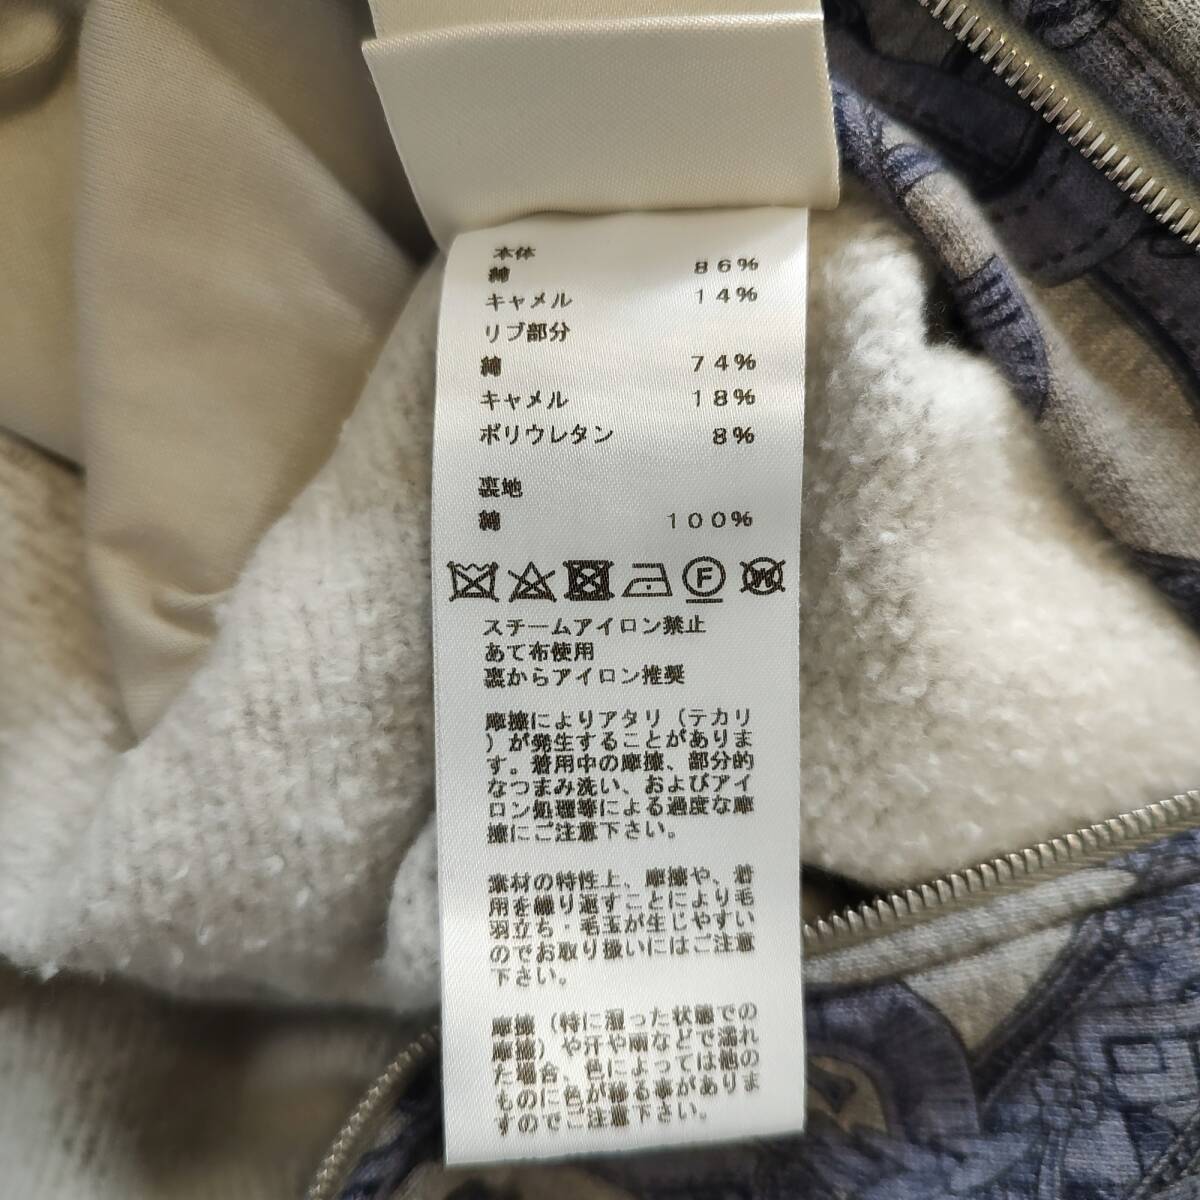 本体
綿 86%
キャメル 14%
リブ部分
綿 74%
キャメル 18%
ポリウレタン 8%
裏地
綿 100%
F W
スチームアイロン禁止
あて布使用
裏からアイロン推奨
摩擦によりアタリ（テカリ
）が発生することがありま
す。着用中の摩擦、部分的
なつまみ洗い、およびアイ
ロン処理等による過度な摩
擦にご注意下さい。
素材の特性上、摩擦や、着
用を繰り返すことにより毛
羽立ち・毛玉が生じやすい
のでお取り扱いにはご注意
下さい。
摩擦（特に湿った状態での
摩擦）や汗や雨などで濡れ
た場合、色によっては他の
ものに色が移る事がありま
すのでご注意下さい。